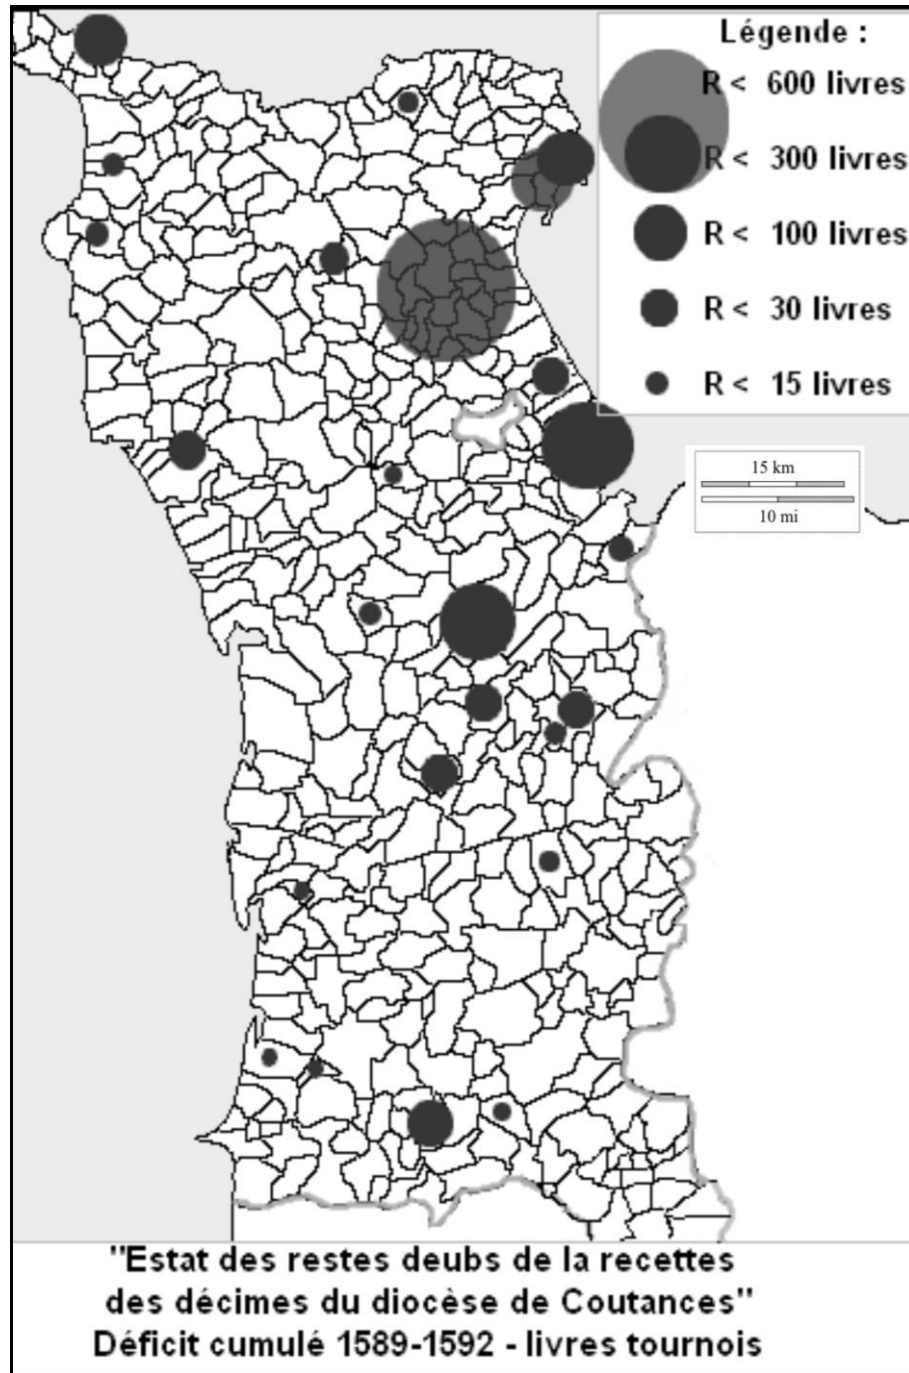 Légende :
R < 600 livres
R < 300 livres
R < 100 livres
R < 30 livres
R < 15 livres
15 km
10 mi
"Estat des restes deubs de la recettes
des décimes du diocèse de Coutances"
Déficit cumulé 1589-1592 - livres tournois